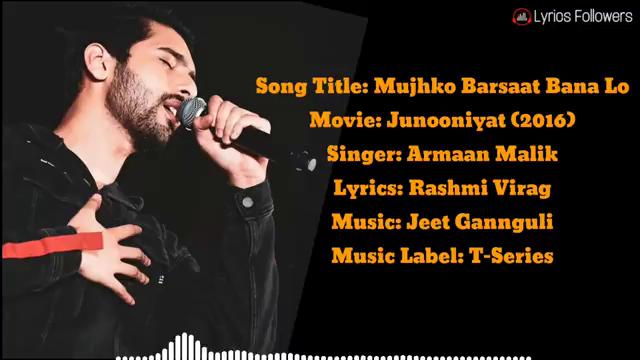 Lyrics Followers
Song Title: Mujhko Barsaat Bana Lo
Movie: Junooniyat (2016)
Singer: Armaan Malik
Lyrics: Rashmi Virag
Music: Jeet Gannguli
Music Label: T-Series